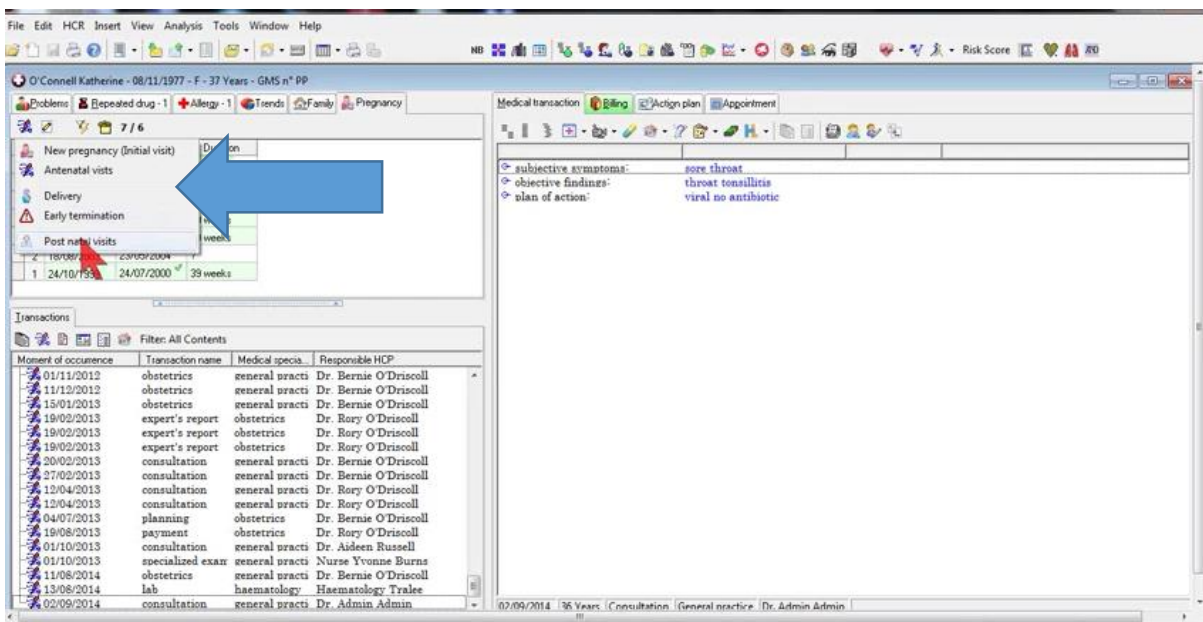 File Edit HCR Insert View Analysis Tools Window Help
NB Risk Score
O'Connell Katherine - 08/11/1977 - F - 37 Years - GMS n° PP
Problems Repeated drug - 1 Allergy - 1 Trends Family Pregnancy
7/6
New pregnancy (Initial visit)
Antenatal vists
Delivery
Early termination
Post natal visits
2 23/05/2004 ?
1 24/10/1999 24/07/2000 39 weeks
Transactions
Filter: All Contents
Moment of occurrence Transaction name Medical specia... Responsible HCP
01/11/2012 obstetrics general practi Dr. Bernie O'Driscoll
11/12/2012 obstetrics general practi Dr. Bernie O'Driscoll
15/01/2013 obstetrics general practi Dr. Bernie O'Driscoll
19/02/2013 expert's report obstetrics Dr. Rory O'Driscoll
19/02/2013 expert's report obstetrics Dr. Rory O'Driscoll
19/02/2013 expert's report obstetrics Dr. Rory O'Driscoll
20/02/2013 consultation general practi Dr. Bernie O'Driscoll
27/02/2013 consultation general practi Dr. Bernie O'Driscoll
12/04/2013 consultation general practi Dr. Rory O'Driscoll
12/04/2013 consultation general practi Dr. Rory O'Driscoll
04/07/2013 planning obstetrics Dr. Bernie O'Driscoll
19/08/2013 payment obstetrics Dr. Rory O'Driscoll
01/10/2013 consultation general practi Dr. Aideen Russell
01/10/2013 specialized exam general practi Nurse Yvonne Burns
11/08/2014 obstetrics general practi Dr. Bernie O'Driscoll
13/08/2014 lab haematology Haematology Tralee
02/09/2014 consultation general practi Dr. Admin Admin
Medical transaction Billing Action plan Appointment
subjective symptoms: sore throat
objective findings: throat tonsillitis
plan of action: viral no antibiotic
02/09/2014 36 Years Consultation General practice Dr. Admin Admin